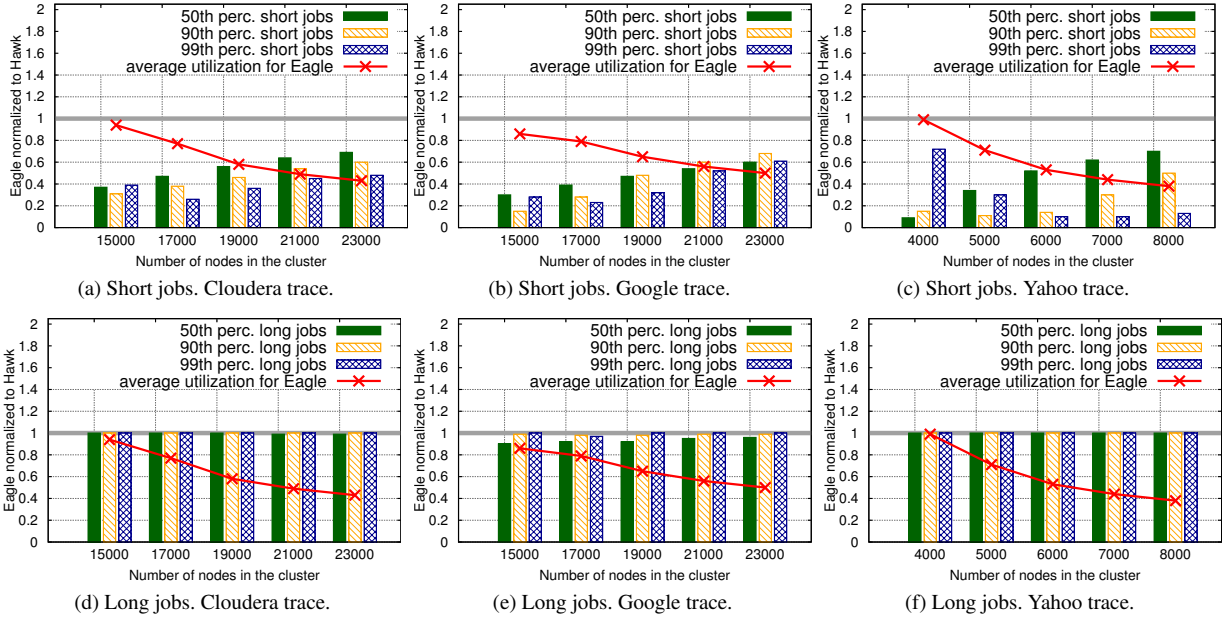 Eagle normalized to Hawk
2
1.8
1.6
1.4
1.2
1
0.8
0.6
0.4
0.2
0
50th perc. short jobs
90th perc. short jobs
99th perc. short jobs
average utilization for Eagle
15000 17000 19000 21000 23000
Number of nodes in the cluster
(a) Short jobs. Cloudera trace.
Eagle normalized to Hawk
2
1.8
1.6
1.4
1.2
1
0.8
0.6
0.4
0.2
0
50th perc. short jobs
90th perc. short jobs
99th perc. short jobs
average utilization for Eagle
15000 17000 19000 21000 23000
Number of nodes in the cluster
(b) Short jobs. Google trace.
Eagle normalized to Hawk
2
1.8
1.6
1.4
1.2
1
0.8
0.6
0.4
0.2
0
50th perc. short jobs
90th perc. short jobs
99th perc. short jobs
average utilization for Eagle
4000 5000 6000 7000 8000
Number of nodes in the cluster
(c) Short jobs. Yahoo trace.
Eagle normalized to Hawk
2
1.8
1.6
1.4
1.2
1
0.8
0.6
0.4
0.2
0
50th perc. long jobs
90th perc. long jobs
99th perc. long jobs
average utilization for Eagle
15000 17000 19000 21000 23000
Number of nodes in the cluster
(d) Long jobs. Cloudera trace.
Eagle normalized to Hawk
2
1.8
1.6
1.4
1.2
1
0.8
0.6
0.4
0.2
0
50th perc. long jobs
90th perc. long jobs
99th perc. long jobs
average utilization for Eagle
15000 17000 19000 21000 23000
Number of nodes in the cluster
(e) Long jobs. Google trace.
Eagle normalized to Hawk
2
1.8
1.6
1.4
1.2
1
0.8
0.6
0.4
0.2
0
50th perc. long jobs
90th perc. long jobs
99th perc. long jobs
average utilization for Eagle
4000 5000 6000 7000 8000
Number of nodes in the cluster
(f) Long jobs. Yahoo trace.